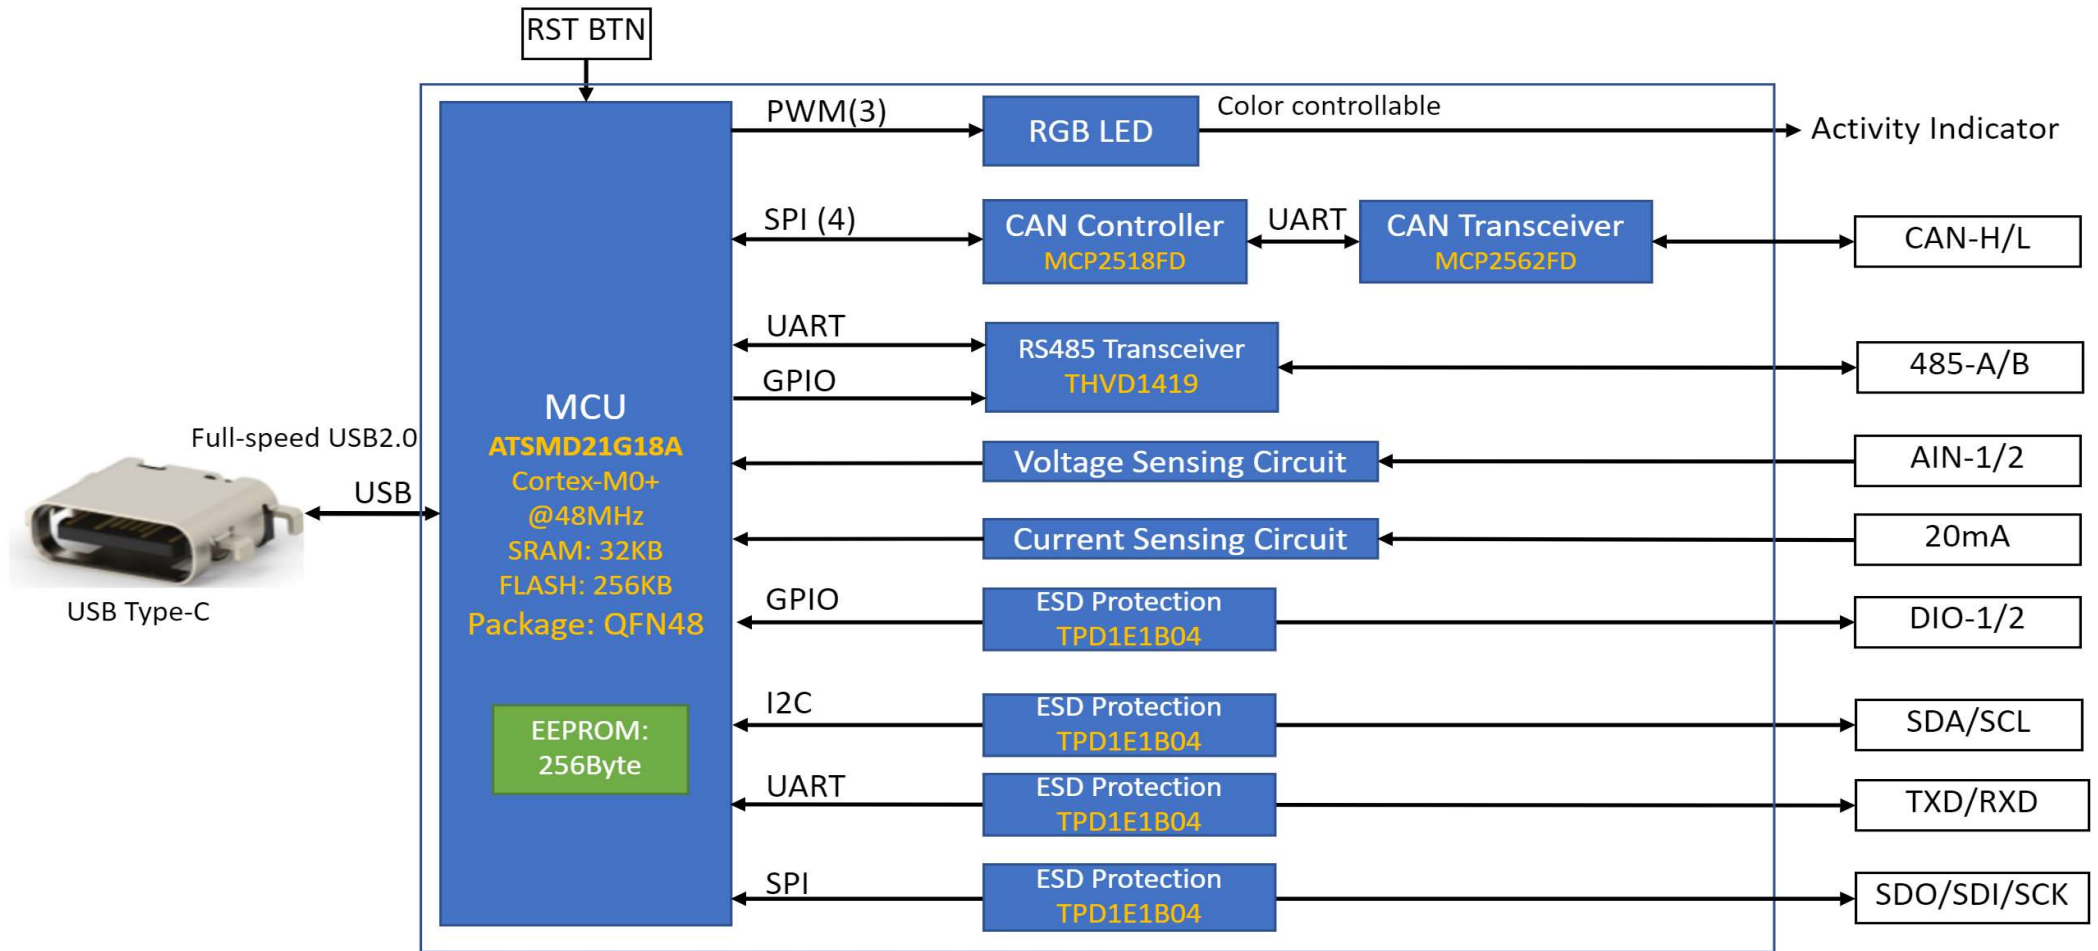 RST BTN
PWM(3)
RGB LED
Color controllable
Activity Indicator
SPI (4)
CAN Controller
MCP2518FD
UART
CAN Transceiver
MCP2562FD
CAN-H/L
UART
GPIO
RS485 Transceiver
THVD1419
485-A/B
MCU
ATSMD21G18A
Cortex-M0+
@48MHz
SRAM: 32KB
FLASH: 256KB
Package: QFN48
EEPROM:
256Byte
Full-speed USB2.0
USB
USB Type-C
Voltage Sensing Circuit
AIN-1/2
Current Sensing Circuit
20mA
GPIO
ESD Protection
TPD1E1B04
DIO-1/2
I2C
ESD Protection
TPD1E1B04
SDA/SCL
UART
ESD Protection
TPD1E1B04
TXD/RXD
SPI
ESD Protection
TPD1E1B04
SDO/SDI/SCK